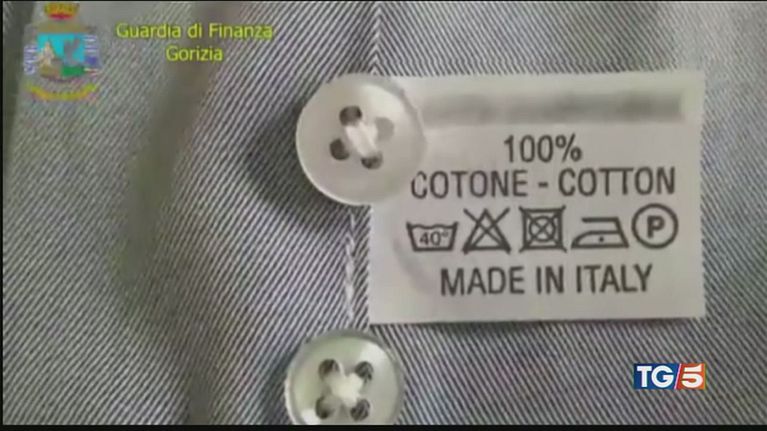 Guardia di Finanza
Gorizia
100%
COTONE - COTTON
40°
P
MADE IN ITALY
TG5